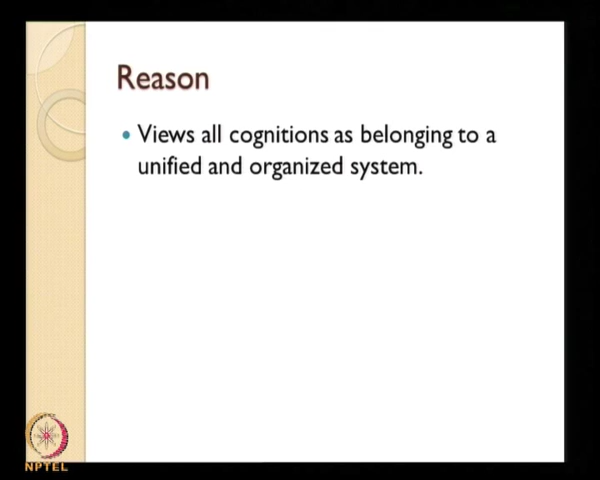 Reason
• Views all cognitions as belonging to a
unified and organized system.
NPTEL